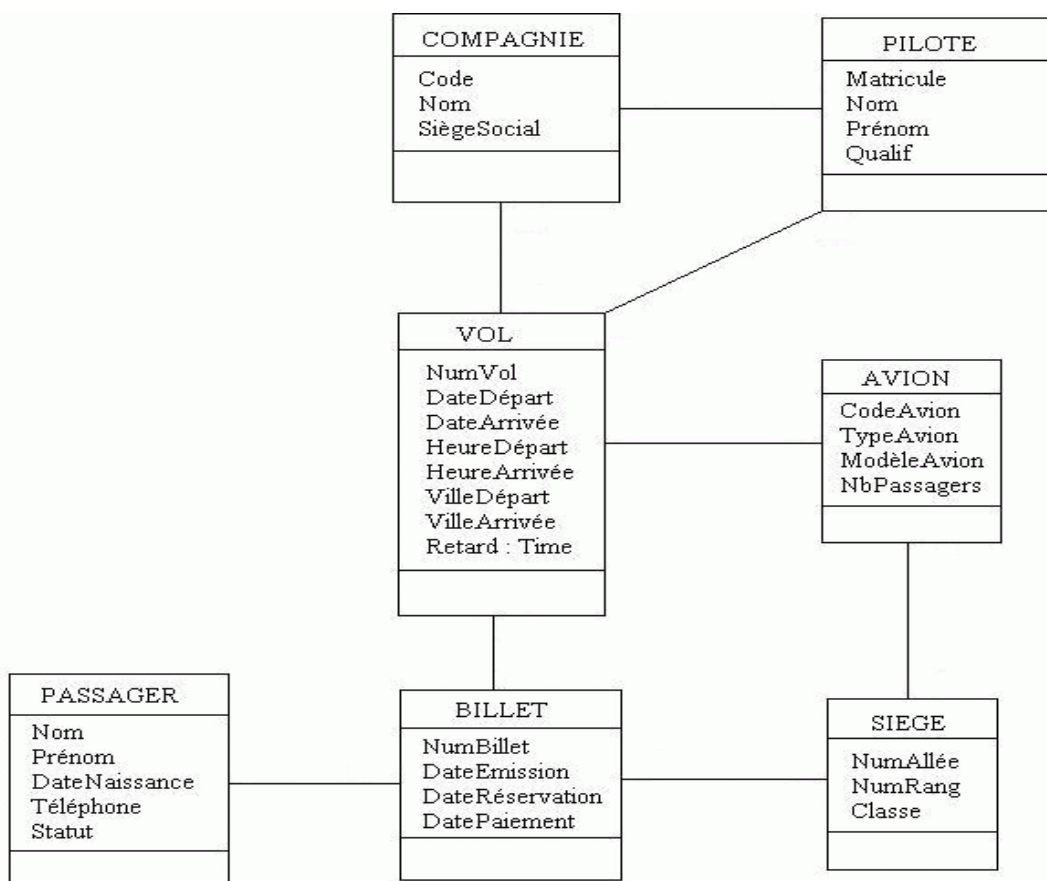 COMPAGNIE
Code
Nom
SiègeSocial
PILOTE
Matricule
Nom
Prénom
Qualif
VOL
NumVol
DateDépart
DateArrivée
HeureDépart
HeureArrivée
VilleDépart
VilleArrivée
Retard : Time
AVION
CodeAvion
TypeAvion
ModèleAvion
NbPassagers
PASSAGER
Nom
Prénom
DateNaissance
Téléphone
Statut
BILLET
NumBillet
DateEmission
DateRéservation
DatePaiement
SIEGE
NumAllée
NumRang
Classe